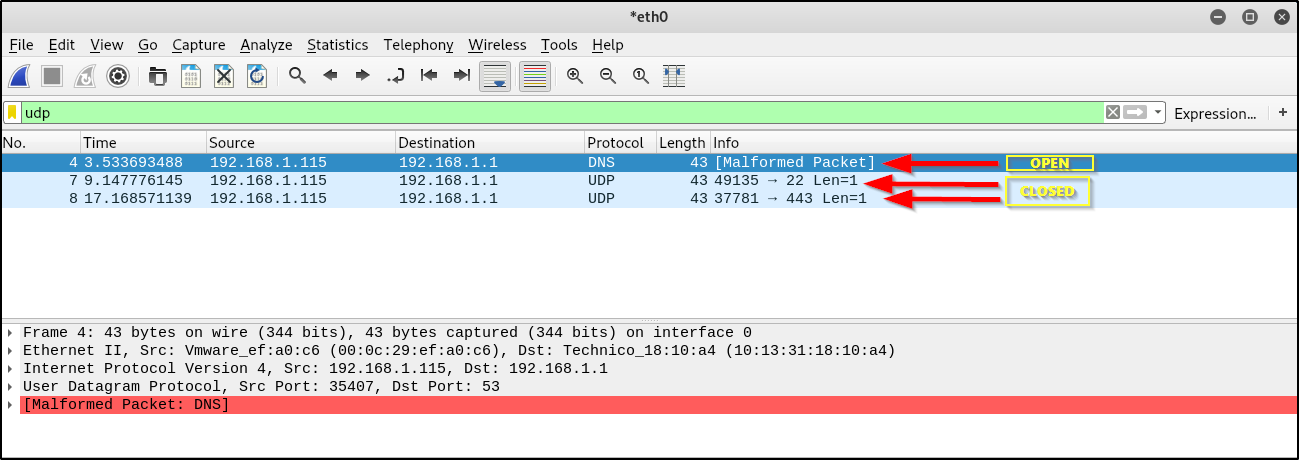 *eth0
File Edit View Go Capture Analyze Statistics Telephony Wireless Tools Help
udp Expression... +
No. Time Source Destination Protocol Length Info
4 3.533693488 192.168.1.115 192.168.1.1 DNS 43 [Malformed Packet] OPEN
7 9.147776145 192.168.1.115 192.168.1.1 UDP 43 49135 → 22 Len=1
CLOSED
8 17.168571139 192.168.1.115 192.168.1.1 UDP 43 37781 → 443 Len=1
Frame 4: 43 bytes on wire (344 bits), 43 bytes captured (344 bits) on interface 0
Ethernet II, Src: Vmware_ef:a0:c6 (00:0c:29:ef:a0:c6), Dst: Technico_18:10:a4 (10:13:31:18:10:a4)
Internet Protocol Version 4, Src: 192.168.1.115, Dst: 192.168.1.1
User Datagram Protocol, Src Port: 35407, Dst Port: 53
[Malformed Packet: DNS]